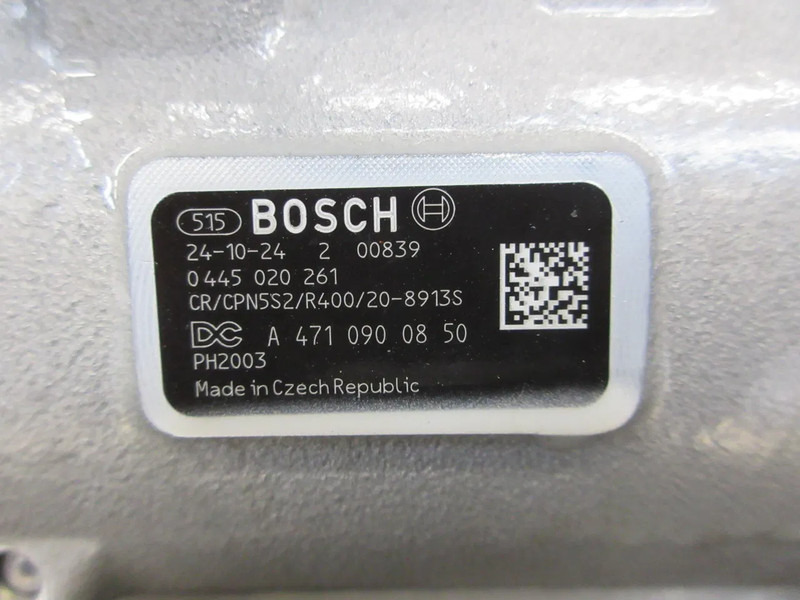 515 BOSCH
24-10-24 2 00839
0 445 020 261
CR/CPN5S2/R400/20-8913S
DC A 471 090 08 50
PH2003
Made in Czech Republic